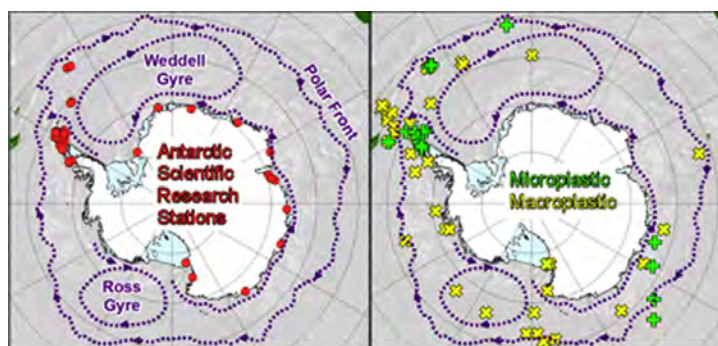 Weddell
Gyre
Polar Front
Antarctic
Scientific
Research
Stations
Ross
Gyre
Microplastic
Macroplastic